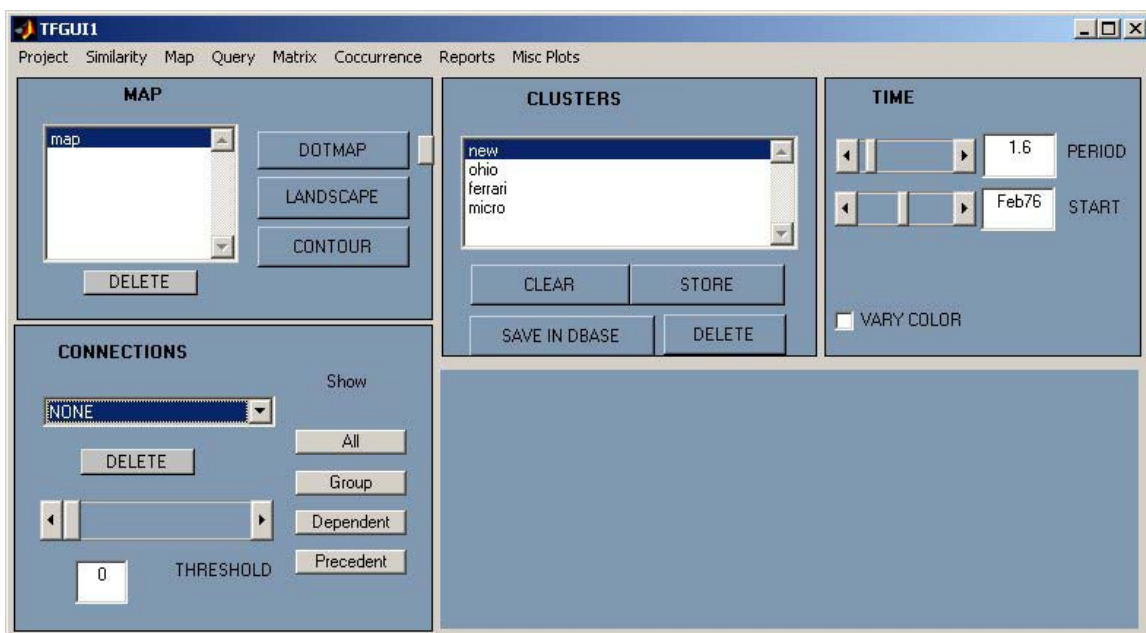 TFGUI1
Project Similarity Map Query Matrix Coccurrence Reports Misc Plots
MAP
map
DOTMAP
LANDSCAPE
CONTOUR
DELETE
CLUSTERS
new
ohio
ferrari
micro
CLEAR STORE
SAVE IN DBASE DELETE
TIME
1.6 PERIOD
Feb76 START
VARY COLOR
CONNECTIONS
Show
NONE
DELETE
All
Group
Dependent
Precedent
0 THRESHOLD